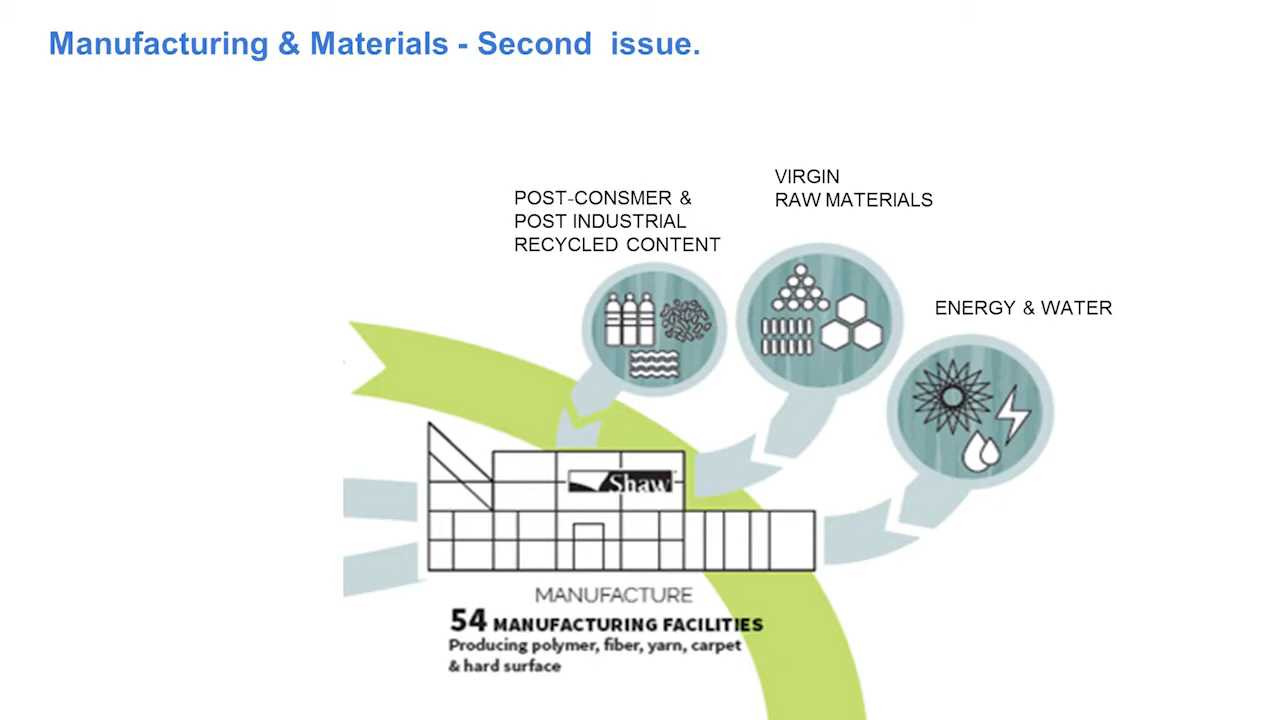 Manufacturing & Materials - Second issue.
VIRGIN
RAW MATERIALS
POST-CONSMER &
POST INDUSTRIAL
RECYCLED CONTENT
ENERGY & WATER
Shaw
MANUFACTURE
54 MANUFACTURING FACILITIES
Producing polymer, fiber, yarn, carpet
& hard surface